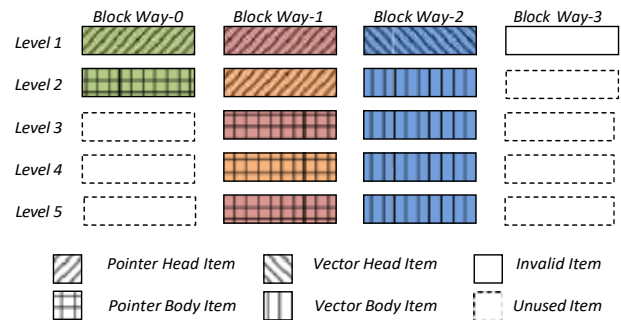 Block Way-0 Block Way-1 Block Way-2 Block Way-3
Level 1
Level 2
Level 3
Level 4
Level 5
Pointer Head Item Vector Head Item Invalid Item
Pointer Body Item Vector Body Item Unused Item